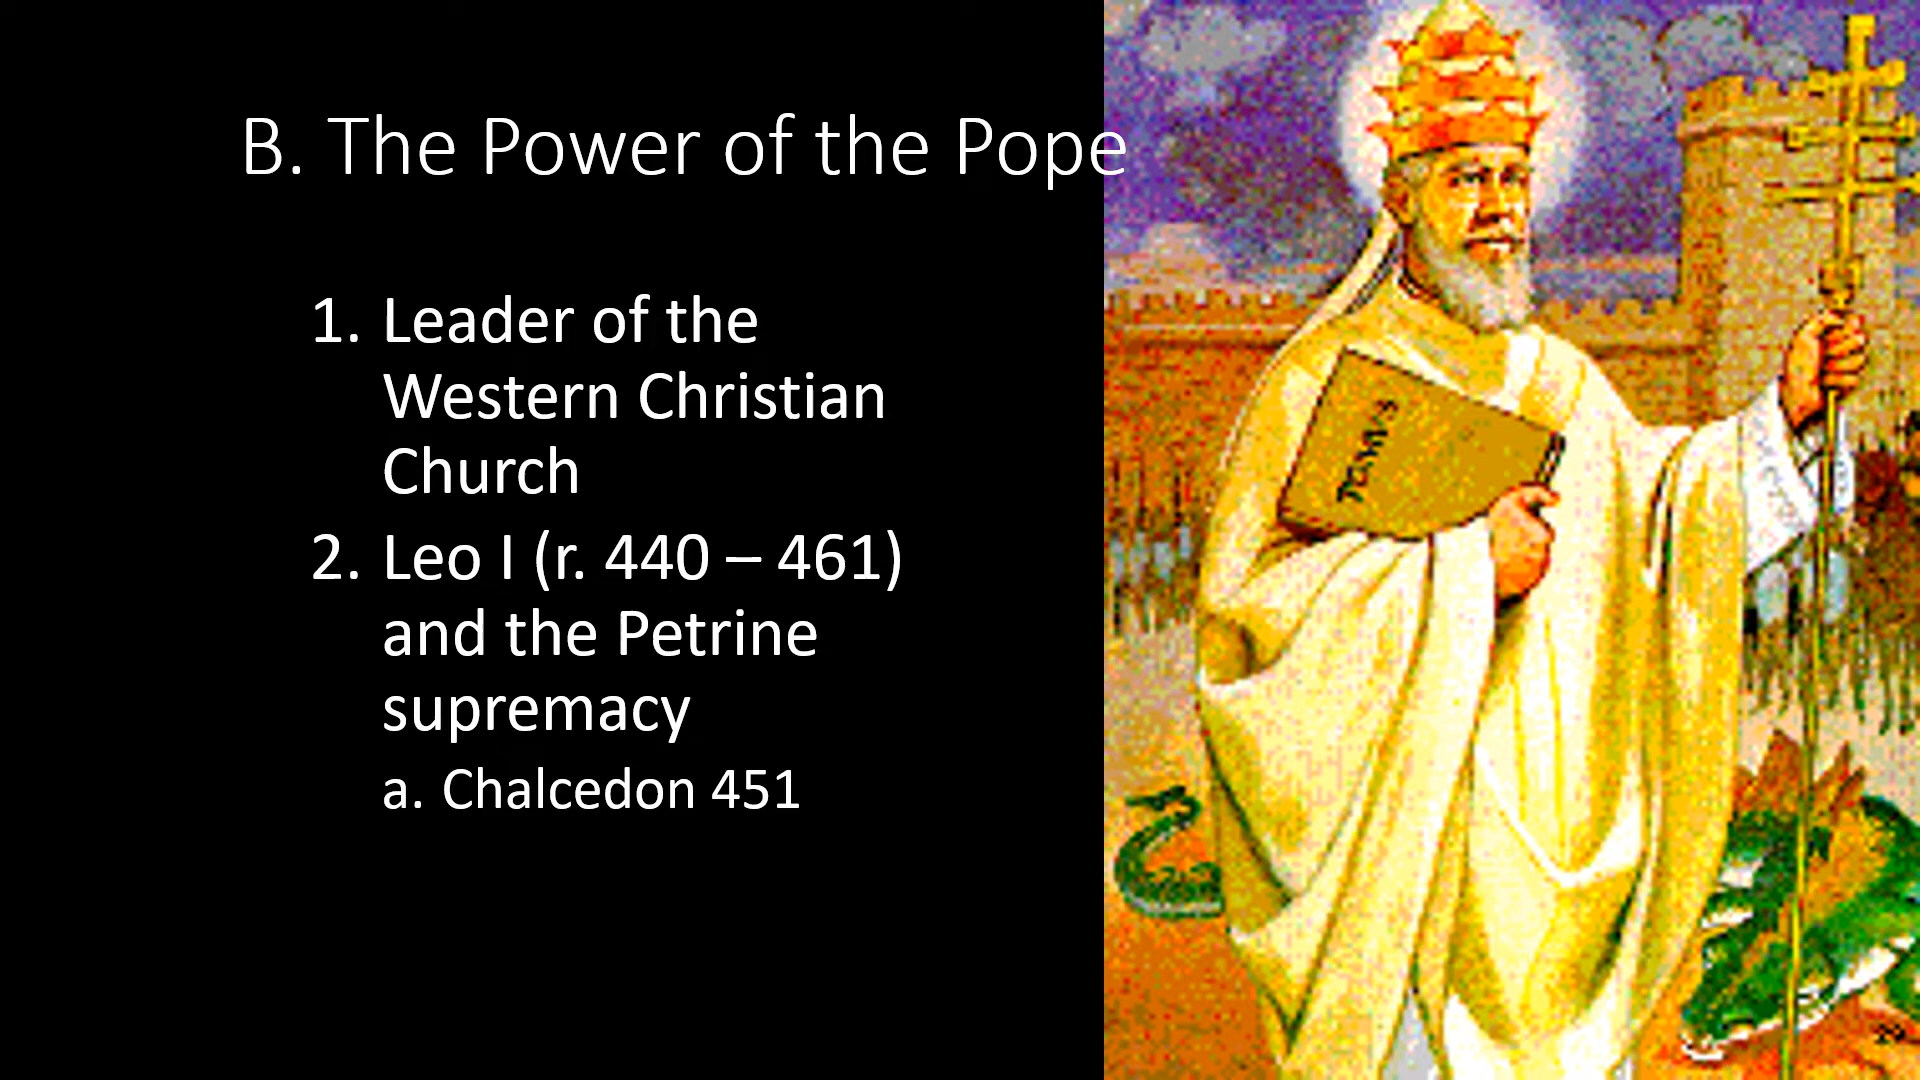 B. The Power of the Pope
1. Leader of the
Western Christian
Church
2. Leo I (r. 440 – 461)
and the Petrine
supremacy
a. Chalcedon 451